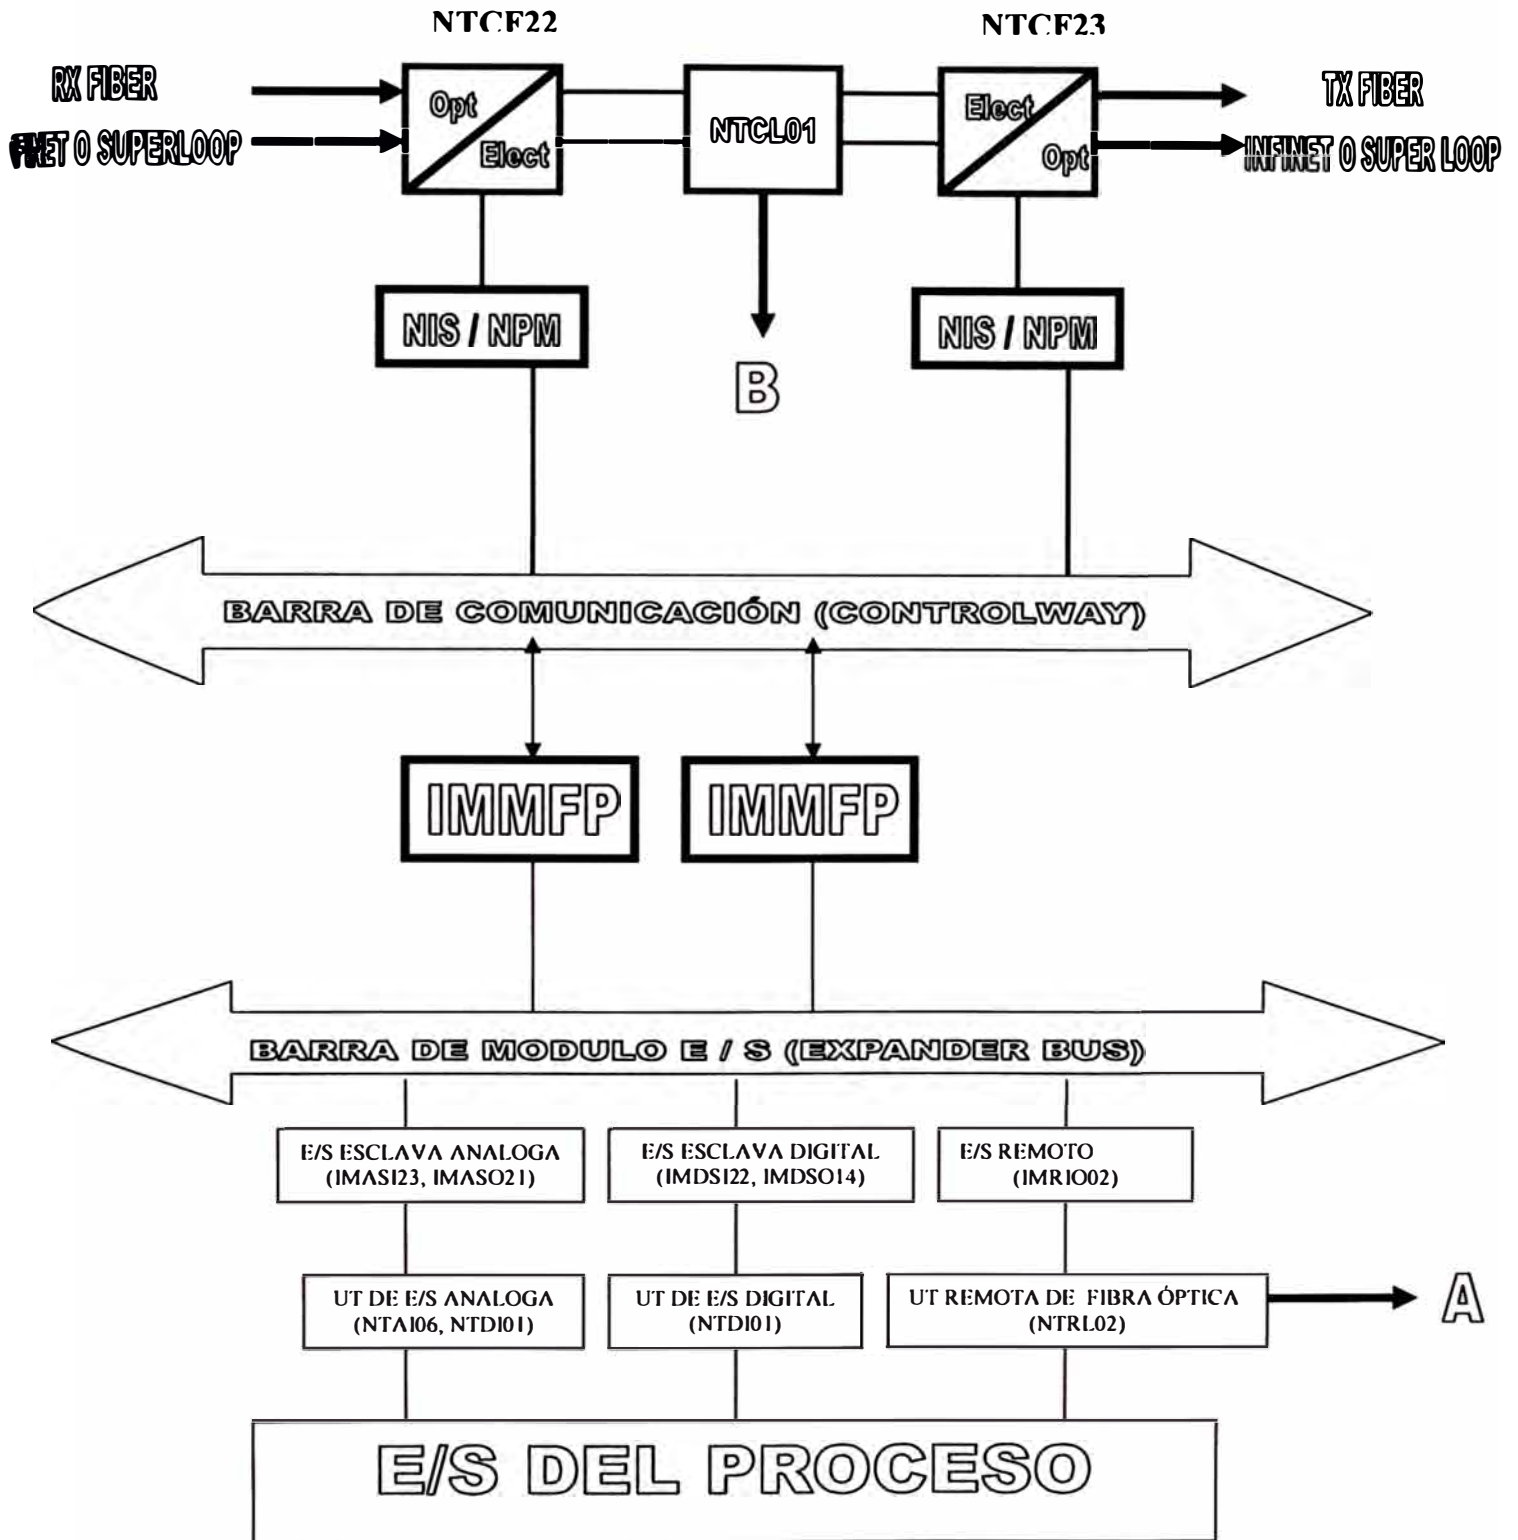 NTCF22
NTCF23
RX FIBER
TX FIBER
Opt
Elect
NTCL01
Elect
Opt
O SUPERLOOP
INFINET O SUPER LOOP
NIS / NPM
NIS / NPM
B
BARRA DE COMUNICACIÓN (CONTROLWAY)
IMMFP
IMMFP
BARRA DE MODULO E / S (EXPANDER BUS)
E/S ESCLAVA ANALOGA
(IMASI23, IMASO21)
E/S ESCLAVA DIGITAL
(IMDSI22, IMDSO14)
E/S REMOTO
(IMRIO02)
UT DE E/S ANALOGA
(NTAI06, NTDI01)
UT DE E/S DIGITAL
(NTDI01)
UT REMOTA DE FIBRA ÓPTICA
(NTRL02)
A
E/S DEL PROCESO